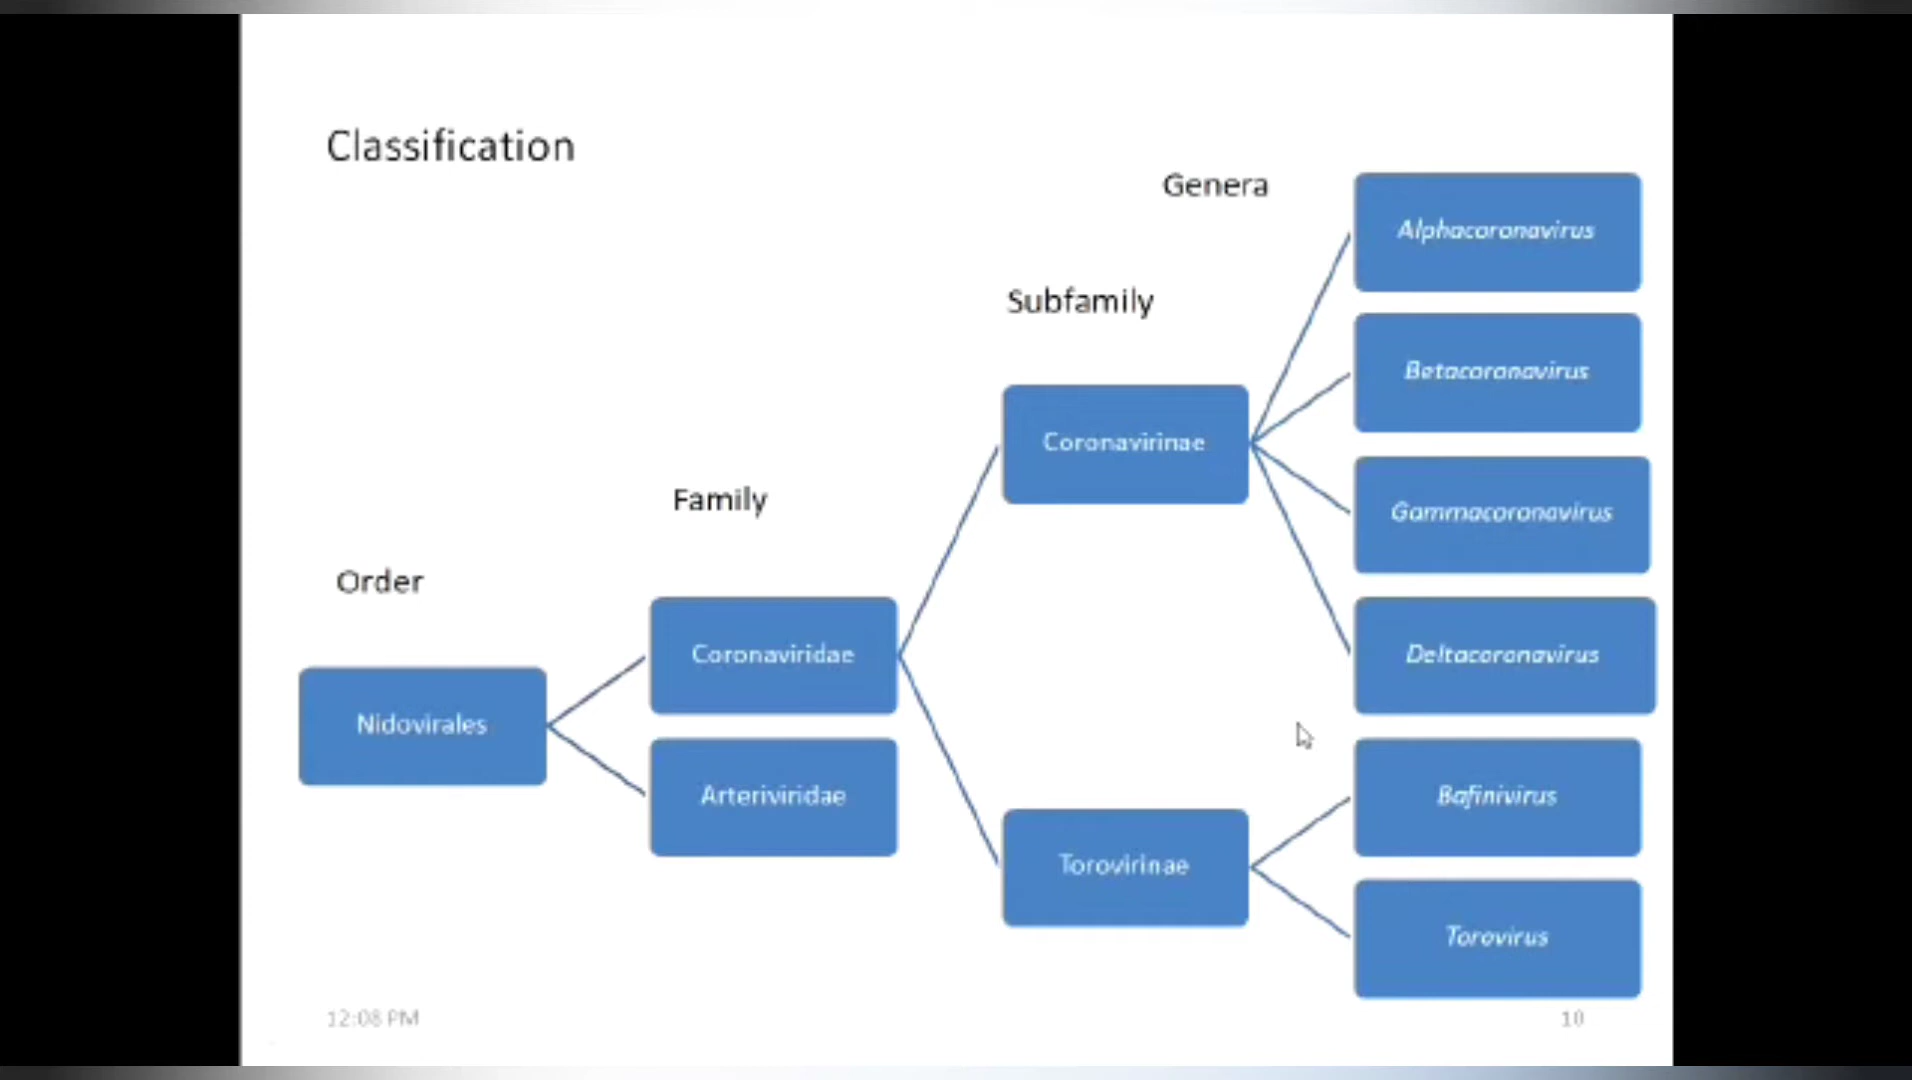 Classification
Genera
Alphacoronavirus
Subfamily
Betacoronavirus
Coronavirinae
Family
Gammacoronavirus
Order
Coronaviridae
Deltacoronavirus
Nidovirales
Arteriviridae
Bafinivirus
Torovirinae
Torovirus
12:08 PM
10